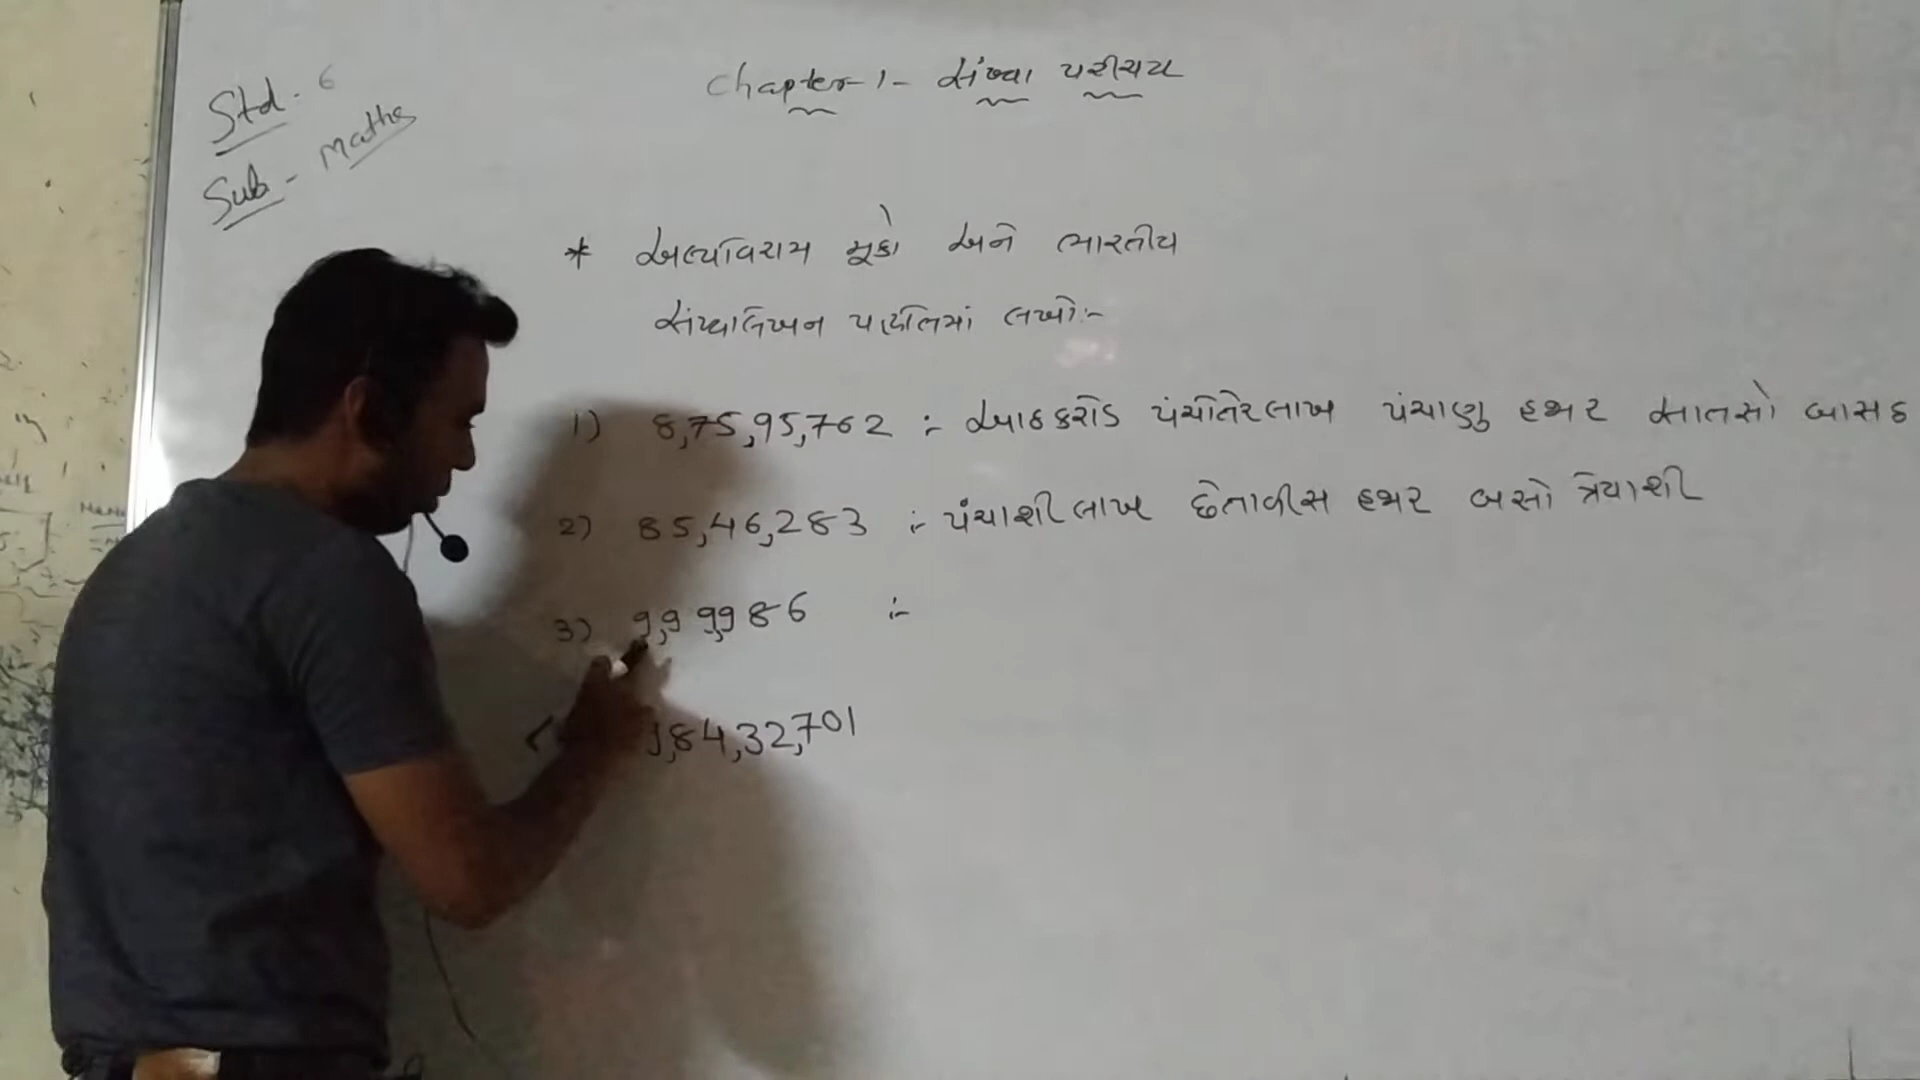 Std. 6
Sub - Maths
Chapter-1- સંખ્યા પરીચય
* અલ્પવિરામ મૂકો અને ભારતીય
સંખ્યાલેખન પદ્ધતિમાં લખો:-
1) 8,75,95,762 :- આઠ કરોડ પંચોતેર લાખ પંચાણુ હજાર સાતસો બાસઠ
2) 85,46,283 :- પંચાશી લાખ છેતાલીસ હજાર બસો ત્રેયાશી
3) 9,99,986 :-
9,84,32,701